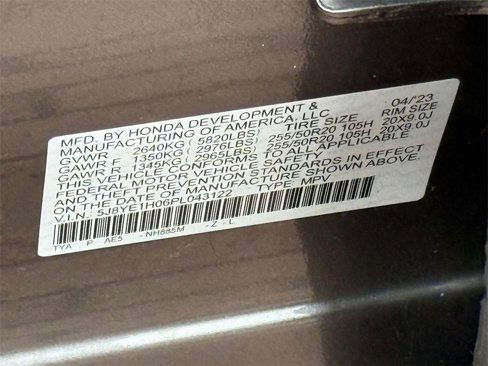 MFD. BY HONDA DEVELOPMENT & 04/'23
MANUFACTURING OF AMERICA, LLC RIM SIZE
GVWR 2640KG ( 5820LBS) TIRE SIZE 20X9.0J
GAWR F 1350KG ( 2976LBS) 255/50R20 105H 20X9.0J
GAWR R 1345KG ( 2965LBS) 255/50R20 105H
THIS VEHICLE CONFORMS TO ALL APPLICABLE
FEDERAL MOTOR VEHICLE SAFETY
AND THEFT PREVENTION STANDARDS IN EFFECT
ON THE DATE OF MANUFACTURE SHOWN ABOVE.
V.I.N.: 5J8YE1H06PL043122 TYPE MPV
TYA P AE5 - NH885M - Z - L